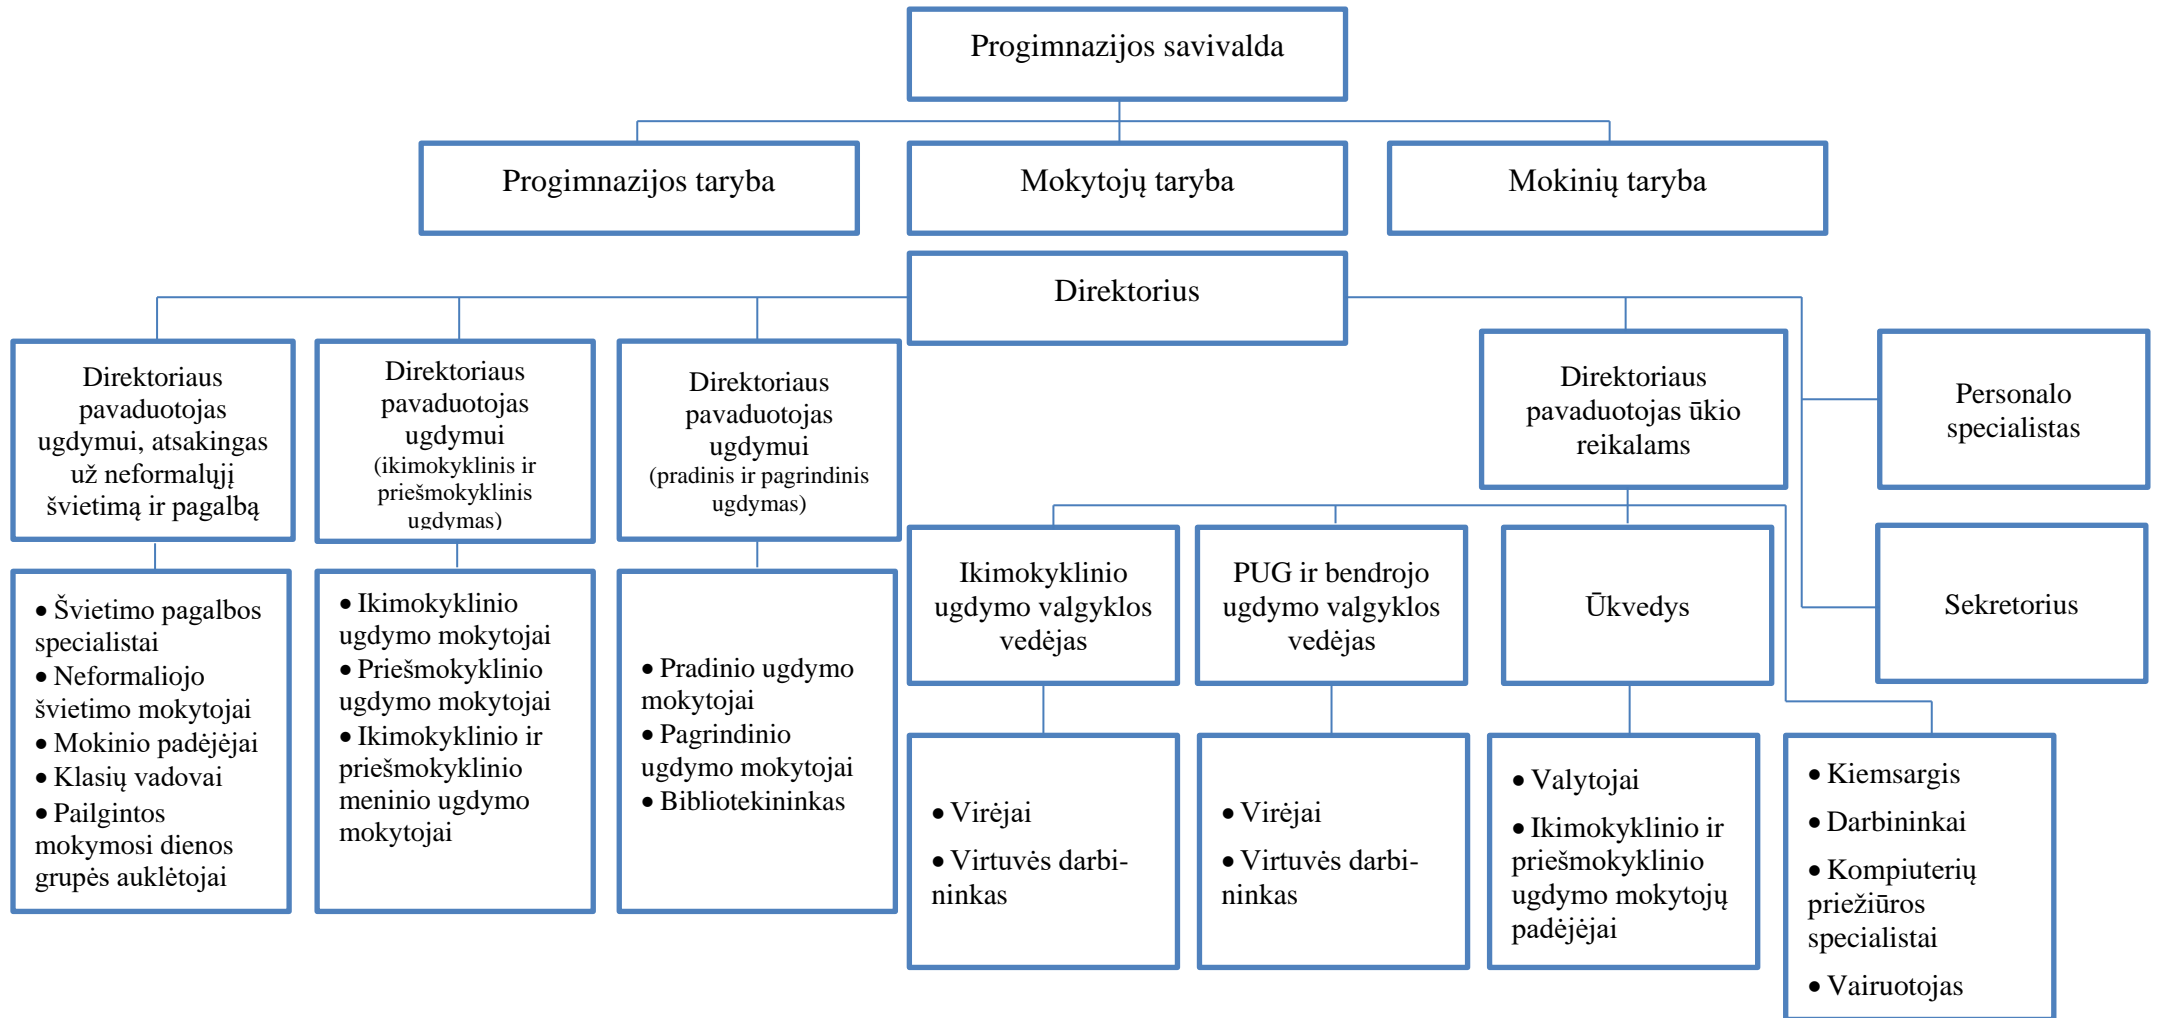 Progimnazijos savivalda
Progimnazijos taryba
Mokytojų taryba
Mokinių taryba
Direktorius
Direktoriaus
pavaduotojas
ugdymui, atsakingas
už neformalųjį
švietimą ir pagalbą
Direktoriaus
pavaduotojas
ugdymui
(ikimokyklinis ir
priešmokyklinis
ugdymas)
Direktoriaus
pavaduotojas
ugdymui
(pradinis ir pagrindinis
ugdymas)
Direktoriaus
pavaduotojas ūkio
reikalams
Personalo
specialistas
Sekretorius
• Švietimo pagalbos
specialistai
• Neformaliojo
švietimo mokytojai
• Mokinio padėjėjai
• Klasių vadovai
• Pailgintos
mokymosi dienos
grupės auklėtojai
• Ikimokyklinio
ugdymo mokytojai
• Priešmokyklinio
ugdymo mokytojai
• Ikimokyklinio ir
priešmokyklinio
meninio ugdymo
mokytojai
• Pradinio ugdymo
mokytojai
• Pagrindinio
ugdymo mokytojai
• Bibliotekininkas
Ikimokyklinio
ugdymo valgyklos
vedėjas
PUG ir bendrojo
ugdymo valgyklos
vedėjas
Ūkvedys
• Virėjai
• Virtuvės darbi-
ninkas
• Virėjai
• Virtuvės darbi-
ninkas
• Valytojai
• Ikimokyklinio ir
priešmokyklinio
ugdymo mokytojų
padėjėjai
• Kiemsargis
• Darbininkai
• Kompiuterių
priežiūros
specialistai
• Vairuotojas